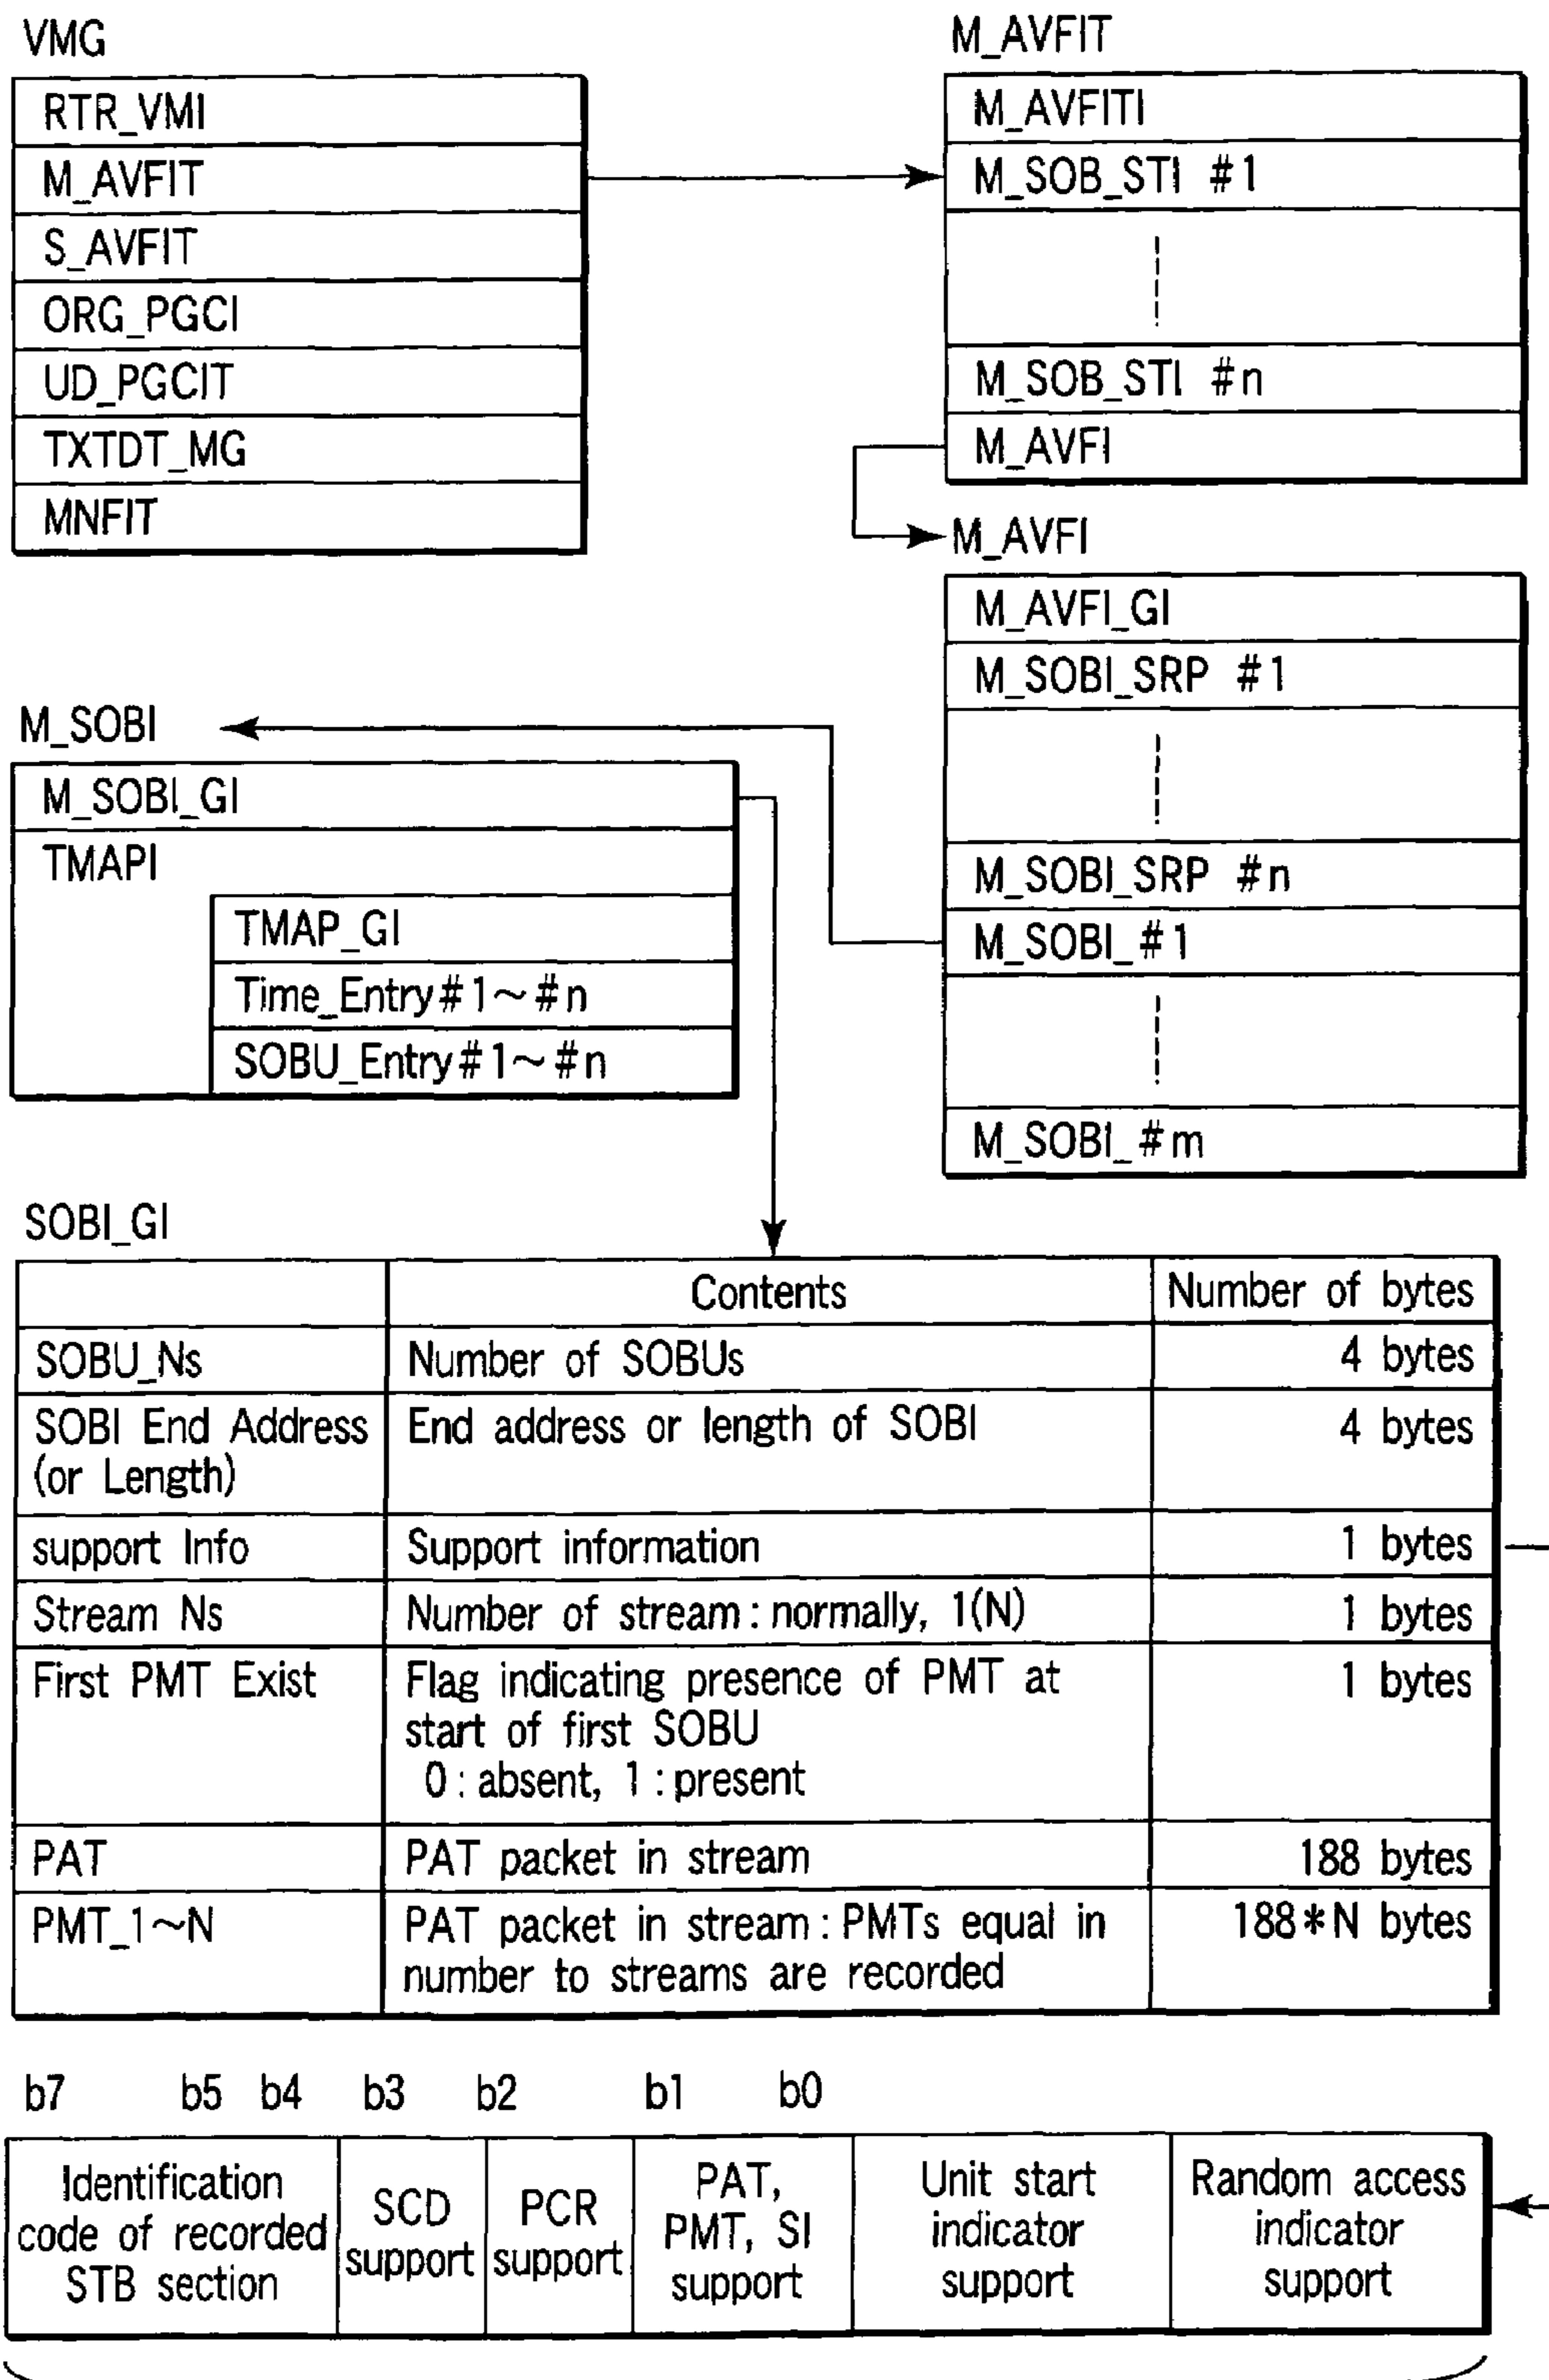 VMG
RTR_VMI
M_AVFIT
S_AVFIT
ORG_PGCI
UD_PGCIT
TXTDT_MG
MNFIT
M_AVFIT
M_AVFITI
M_SOB_STI #1
M_SOB_STI #n
M_AVFI
M_AVFI
M_AVFI_GI
M_SOBI_SRP #1
M_SOBI_SRP #n
M_SOBI_#1
M_SOBI_#m
M_SOBI
M_SOBI_GI
TMAPI
TMAP_GI
Time_Entry#1~#n
SOBU_Entry#1~#n
SOBI_GI
Contents Number of bytes
SOBU_Ns Number of SOBUs 4 bytes
SOBI End Address End address or length of SOBI 4 bytes
(or Length)
support Info Support information 1 bytes
Stream Ns Number of stream : normally, 1(N) 1 bytes
First PMT Exist Flag indicating presence of PMT at 1 bytes
start of first SOBU
0 : absent, 1 : present
PAT PAT packet in stream 188 bytes
PMT_1~N PAT packet in stream : PMTs equal in 188*N bytes
number to streams are recorded
b7 b5 b4 b3 b2 b1 b0
Identification
code of recorded
STB section
SCD
support
PCR
support
PAT,
PMT, SI
support
Unit start
indicator
support
Random access
indicator
support